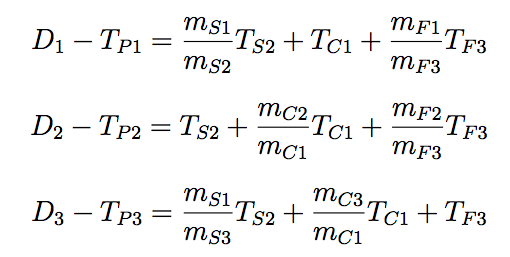 D_1 − T_{P1} = \frac{m_{S1}}{m_{S2}} T_{S2} + T_{C1} + \frac{m_{F1}}{m_{F3}} T_{F3}
D_2 − T_{P2} = T_{S2} + \frac{m_{C2}}{m_{C1}} T_{C1} + \frac{m_{F2}}{m_{F3}} T_{F3}
D_3 − T_{P3} = \frac{m_{S1}}{m_{S3}} T_{S2} + \frac{m_{C3}}{m_{C1}} T_{C1} + T_{F3}